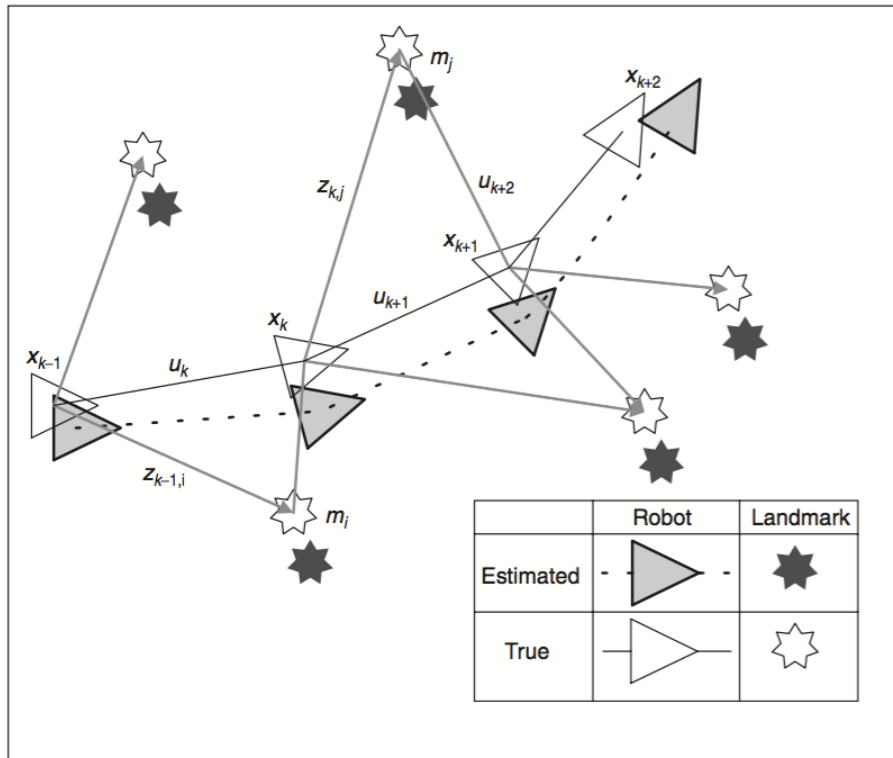 m_j
x_{k+2}
z_{k,j}
u_{k+2}
x_{k+1}
u_{k+1}
x_k
x_{k–1}
u_k
z_{k–1,i}
m_i
Robot Landmark
Estimated
True